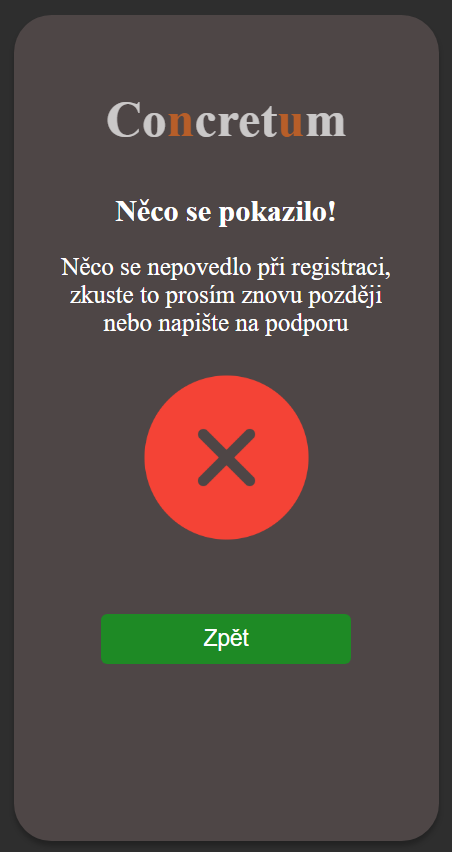 Concretum
Něco se pokazilo!
Něco se nepovedlo při registraci,
zkuste to prosím znovu později
nebo napište na podporu
Zpět